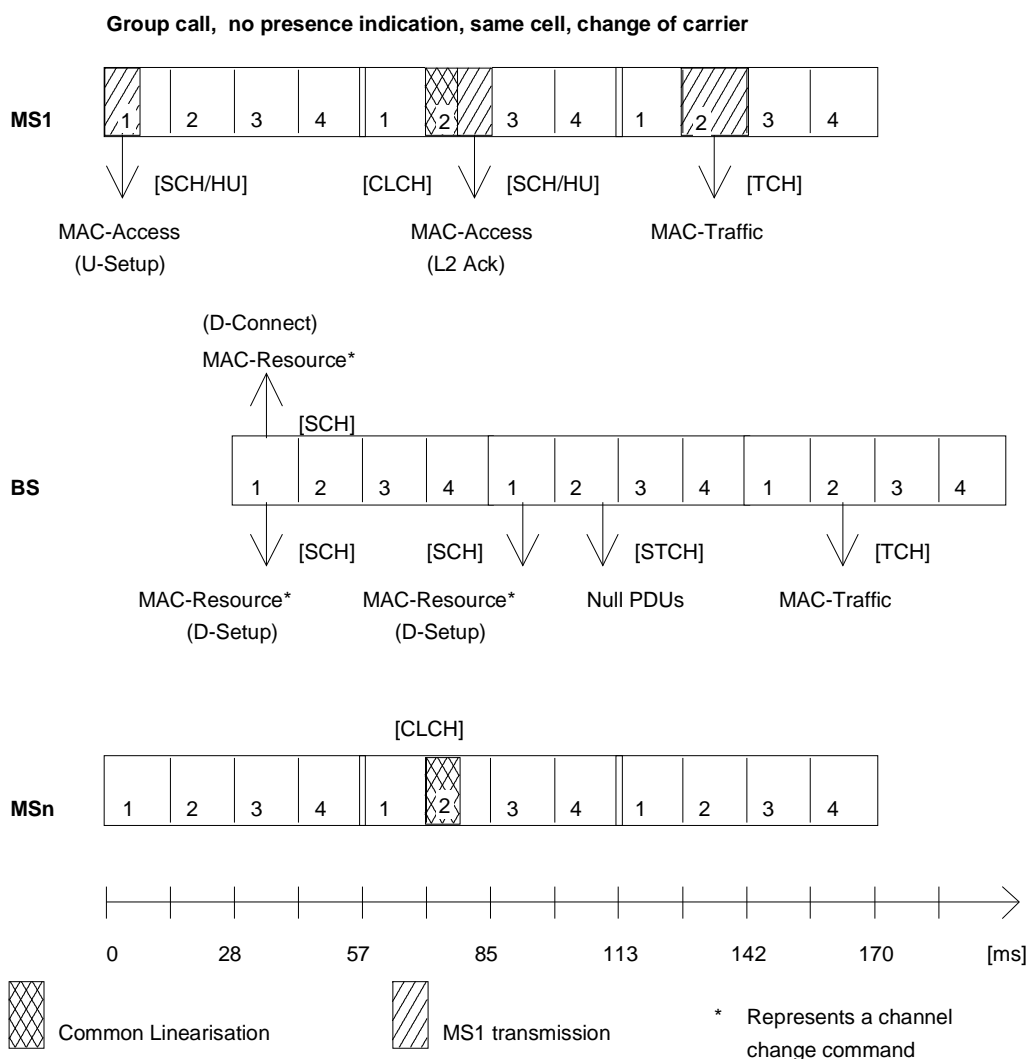 Group call, no presence indication, same cell, change of carrier
MS1
1 2 3 4 1 2 3 4 1 2 3 4
[SCH/HU] [CLCH] [SCH/HU] [TCH]
MAC-Access MAC-Access MAC-Traffic
(U-Setup) (L2 Ack)
(D-Connect)
MAC-Resource*
[SCH]
BS
1 2 3 4 1 2 3 4 1 2 3 4
[SCH] [SCH] [STCH] [TCH]
MAC-Resource* MAC-Resource* Null PDUs MAC-Traffic
(D-Setup) (D-Setup)
[CLCH]
MSn
1 2 3 4 1 2 3 4 1 2 3 4
0 28 57 85 113 142 170 [ms]
Common Linearisation
MS1 transmission
* Represents a channel
change command